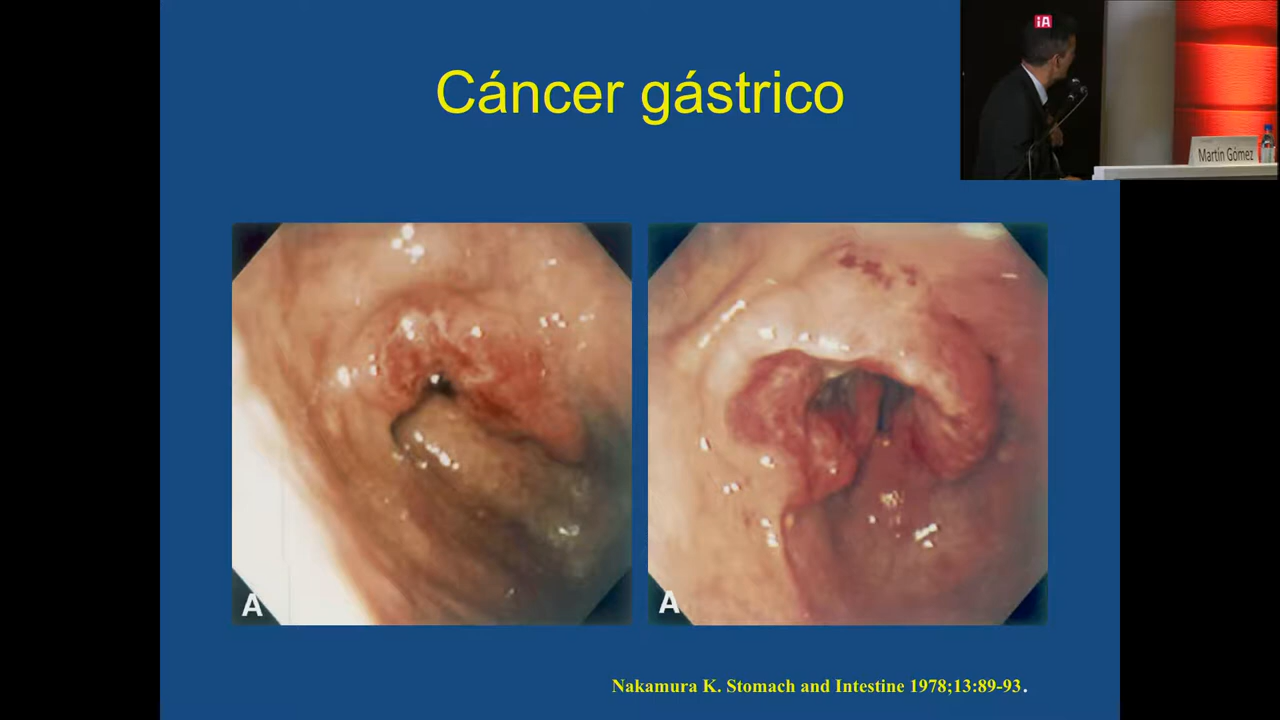 Cáncer gástrico
iA
Martín Gómez
A
A
Nakamura K. Stomach and Intestine 1978;13:89-93.